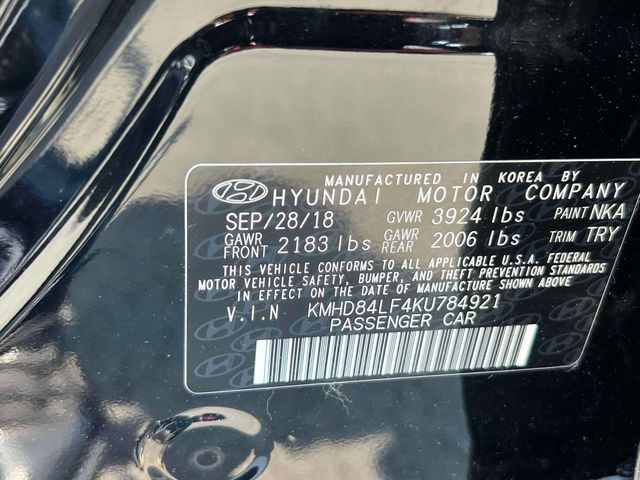 MANUFACTURED IN KOREA BY
HYUNDAI MOTOR COMPANY
SEP/28/18 GVWR 3924 lbs PAINT NKA
GAWR FRONT 2183 lbs GAWR REAR 2006 lbs TRIM TRY
THIS VEHICLE CONFORMS TO ALL APPLICABLE U.S.A. FEDERAL
MOTOR VEHICLE SAFETY, BUMPER, AND THEFT PREVENTION STANDARDS
IN EFFECT ON THE DATE OF MANUFACTURE SHOWN ABOVE
V.I.N KMHD84LF4KU784921
PASSENGER CAR